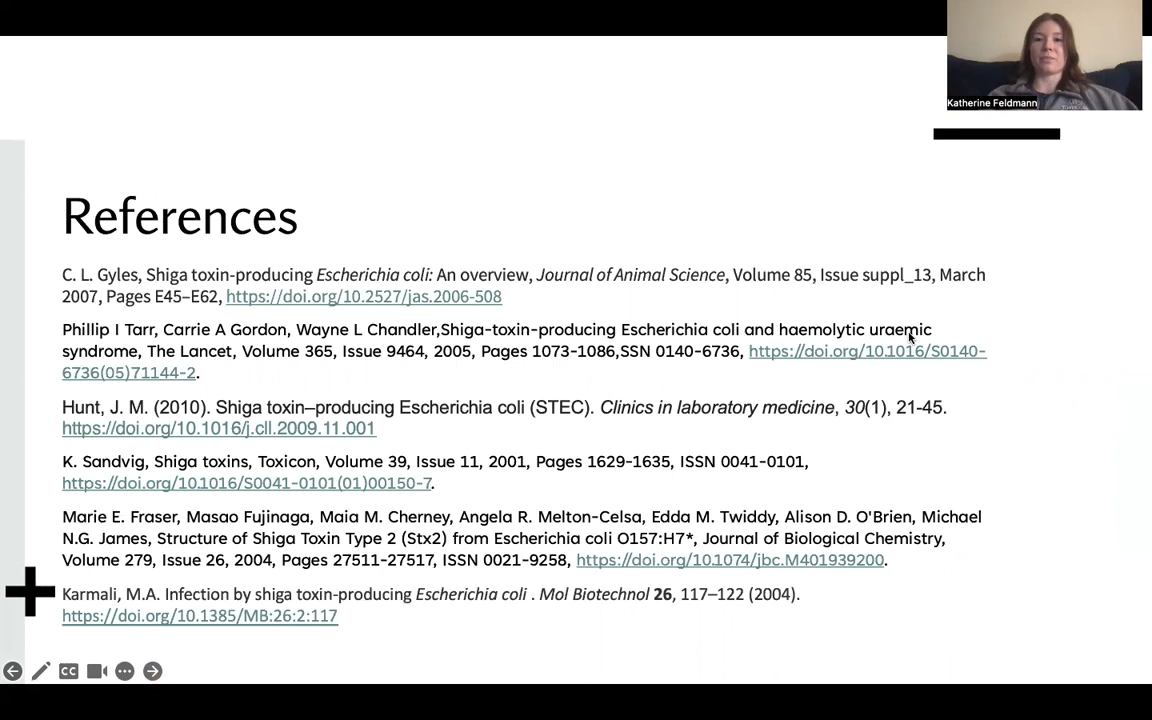 Katherine Feldmann
References
C. L. Gyles, Shiga toxin-producing Escherichia coli: An overview, Journal of Animal Science, Volume 85, Issue suppl_13, March
2007, Pages E45–E62, https://doi.org/10.2527/jas.2006-508
Phillip I Tarr, Carrie A Gordon, Wayne L Chandler,Shiga-toxin-producing Escherichia coli and haemolytic uraemic
syndrome, The Lancet, Volume 365, Issue 9464, 2005, Pages 1073-1086,SSN 0140-6736, https://doi.org/10.1016/S0140-
6736(05)71144-2.
Hunt, J. M. (2010). Shiga toxin–producing Escherichia coli (STEC). Clinics in laboratory medicine, 30(1), 21-45.
https://doi.org/10.1016/j.cll.2009.11.001
K. Sandvig, Shiga toxins, Toxicon, Volume 39, Issue 11, 2001, Pages 1629-1635, ISSN 0041-0101,
https://doi.org/10.1016/S0041-0101(01)00150-7.
Marie E. Fraser, Masao Fujinaga, Maia M. Cherney, Angela R. Melton-Celsa, Edda M. Twiddy, Alison D. O'Brien, Michael
N.G. James, Structure of Shiga Toxin Type 2 (Stx2) from Escherichia coli O157:H7*, Journal of Biological Chemistry,
Volume 279, Issue 26, 2004, Pages 27511-27517, ISSN 0021-9258, https://doi.org/10.1074/jbc.M401939200.
Karmali, M.A. Infection by shiga toxin-producing Escherichia coli . Mol Biotechnol 26, 117–122 (2004).
https://doi.org/10.1385/MB:26:2:117
CC